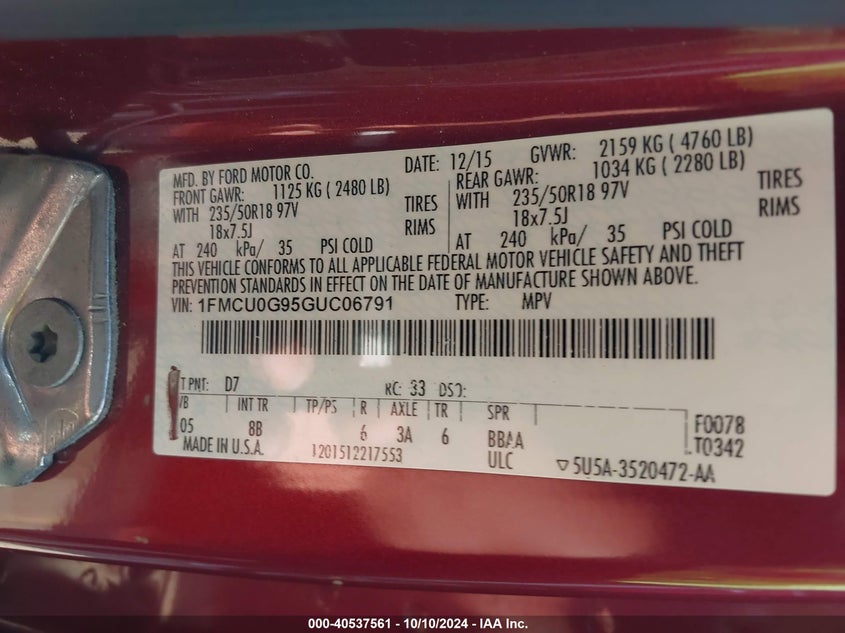 MFD. BY FORD MOTOR CO. DATE: 12/15 GVWR: 2159 KG ( 4760 LB)
FRONT GAWR: 1125 KG ( 2480 LB) REAR GAWR: 1034 KG ( 2280 LB)
WITH 235/50R18 97V TIRES WITH 235/50R18 97V TIRES
18x7.5J RIMS 18x7.5J RIMS
AT 240 kPa/ 35 PSI COLD AT 240 kPa/ 35 PSI COLD
THIS VEHICLE CONFORMS TO ALL APPLICABLE FEDERAL MOTOR VEHICLE SAFETY AND THEFT
PREVENTION STANDARDS IN EFFECT ON THE DATE OF MANUFACTURE SHOWN ABOVE.
VIN: 1FMCU0G95GUC06791 TYPE: MPV
T PNT: D7 RC: 33 DSO:
/B INT TR TP/PS R AXLE TR SPR F0078
05 8B 6 3A 6 BBAA T0342
MADE IN U.S.A. 1201512217553 ULC ▽5U5A-3520472-AA
000-40537561 - 10/10/2024 - IAA Inc.